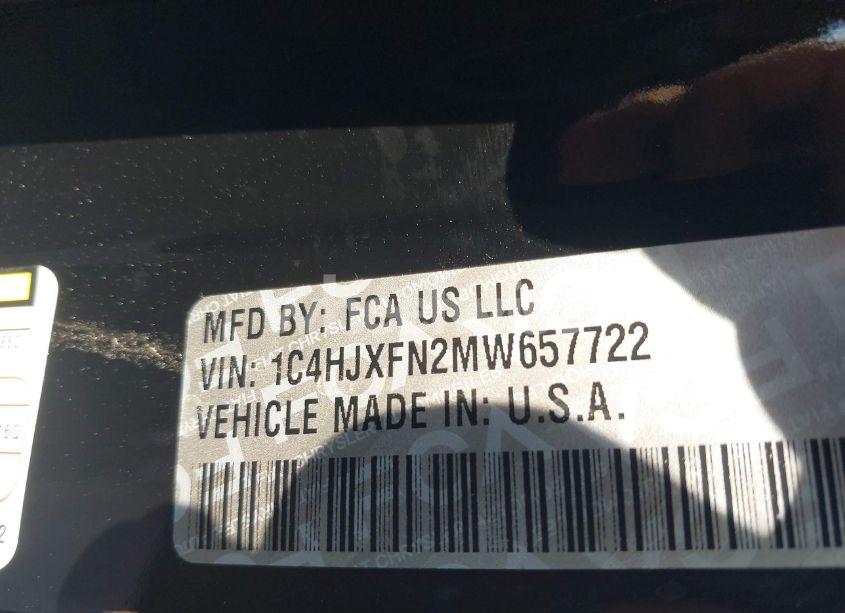 MFD BY: FCA US LLC
VIN: 1C4HJXFN2MW657722
VEHICLE MADE IN: U.S.A.